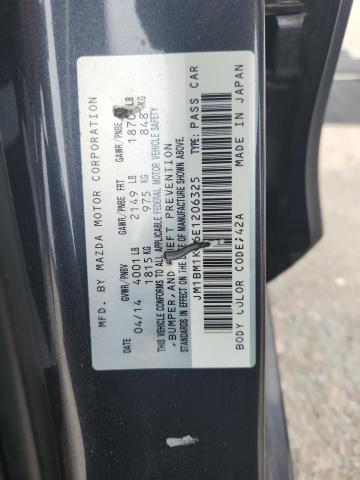 MFD. BY MAZDA MOTOR CORPORATION
DATE GVWR/PNBV GAWR/PNBE FRT GAWR/PNBE
04/14 4001 LB 2149 LB 1870 LB
1815 KG 975 KG 848 KG
THIS VEHICLE CONFORMS TO ALL APPLICABLE FEDERAL MOTOR VEHICLE SAFETY
, BUMPER, AND THEFT PREVENTION
STANDARDS IN EFFECT ON THE DATE OF MANUFACTURE SHOWN ABOVE.
TYPE: PASS CAR
BODY COLOR CODE:42A MADE IN JAPAN